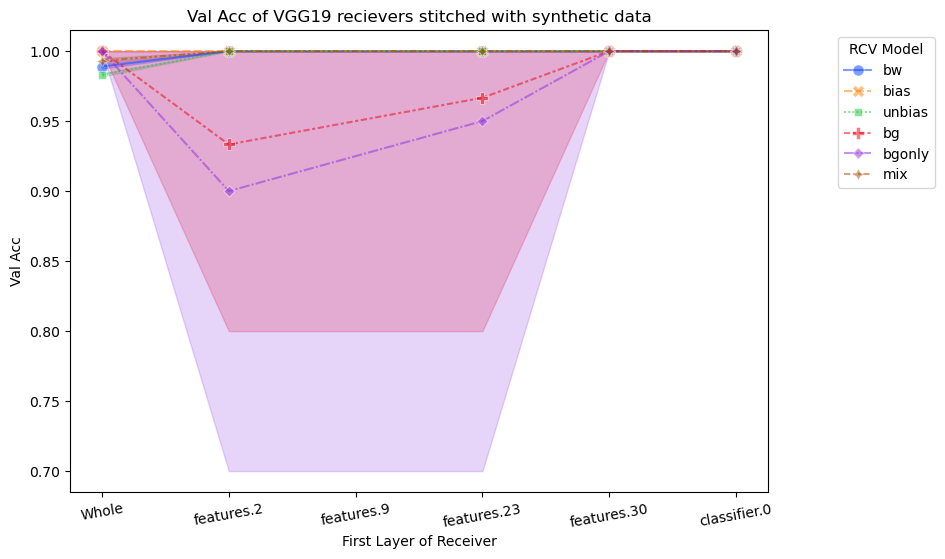 Val Acc of VGG19 recievers stitched with synthetic data
1.00
0.95
0.90
0.85
0.80
0.75
0.70
Val Acc
Whole
features.2
features.9
features.23
features.30
classifier.0
First Layer of Receiver
RCV Model
bw
bias
unbias
bg
bgonly
mix